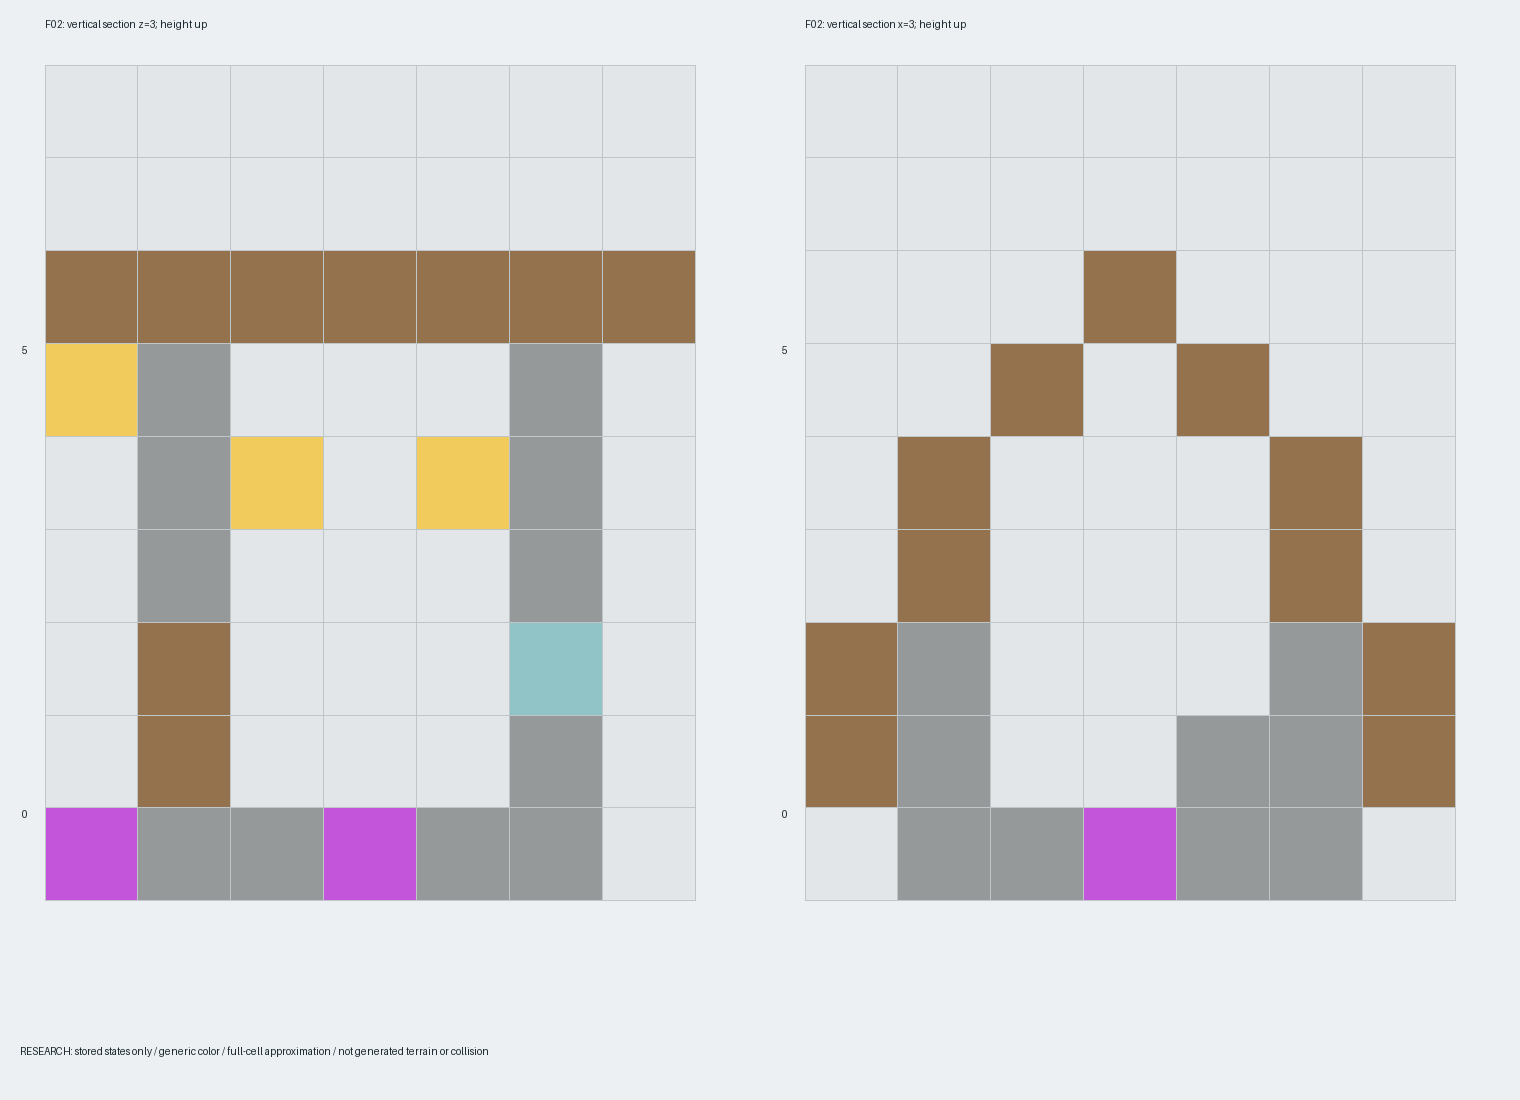 F02: vertical section z=3; height up
F02: vertical section x=3; height up
5
5
0
0
RESEARCH: stored states only / generic color / full-cell approximation / not generated terrain or collision